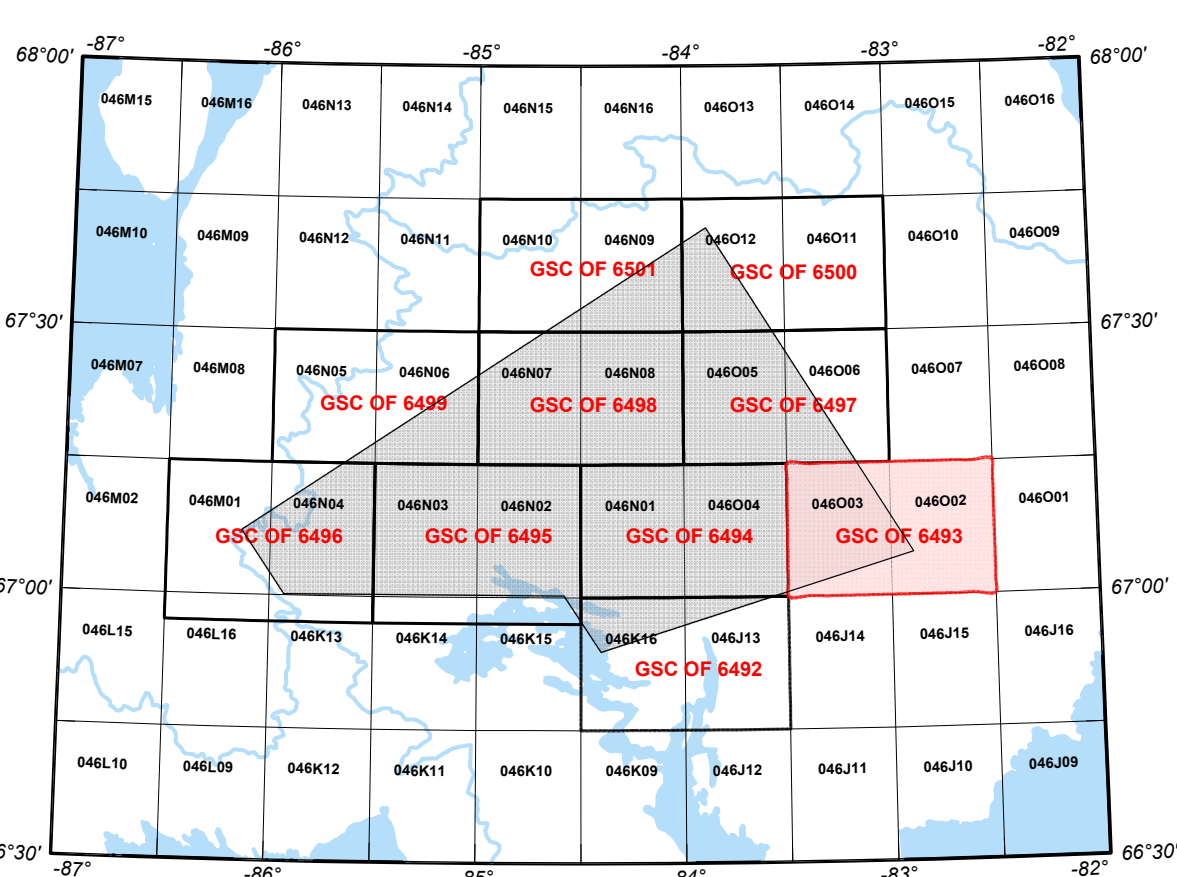 -87° -86° -85° -84° -83° -82°
68°00' 68°00'
046M15 046M16 046N13 046N14 046N15 046N16 046O13 046O14 046O15 046O16
046M10 046M09 046N12 046N11 046N10 046N09 046O12 046O11 046O10 046O09
GSC OF 6501 GSC OF 6500
67°30' 67°30'
046M07 046M08 046N05 046N06 046N07 046N08 046O05 046O06 046O07 046O08
GSC OF 6499 GSC OF 6498 GSC OF 6497
046M02 046M01 046N04 046N03 046N02 046N01 046O04 046O03 046O02 046O01
GSC OF 6496 GSC OF 6495 GSC OF 6494 GSC OF 6493
67°00' 67°00'
046L15 046L16 046K13 046K14 046K15 046K16 046J13 046J14 046J15 046J16
GSC OF 6492
046L10 046L09 046K12 046K11 046K10 046K09 046J12 046J11 046J10 046J09
6°30' 66°30'
-87° -86° -85° -84° -83° -82°